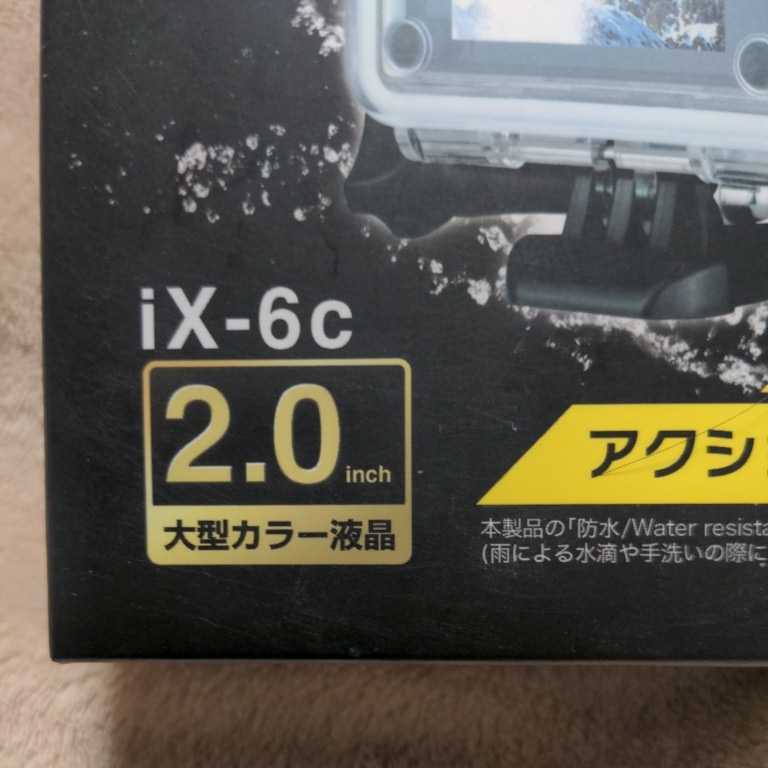 iX-6c
2.0 inch
大型カラー液晶
アクシ
本製品の「防水/Water resista
(雨による水滴や手洗いの際に